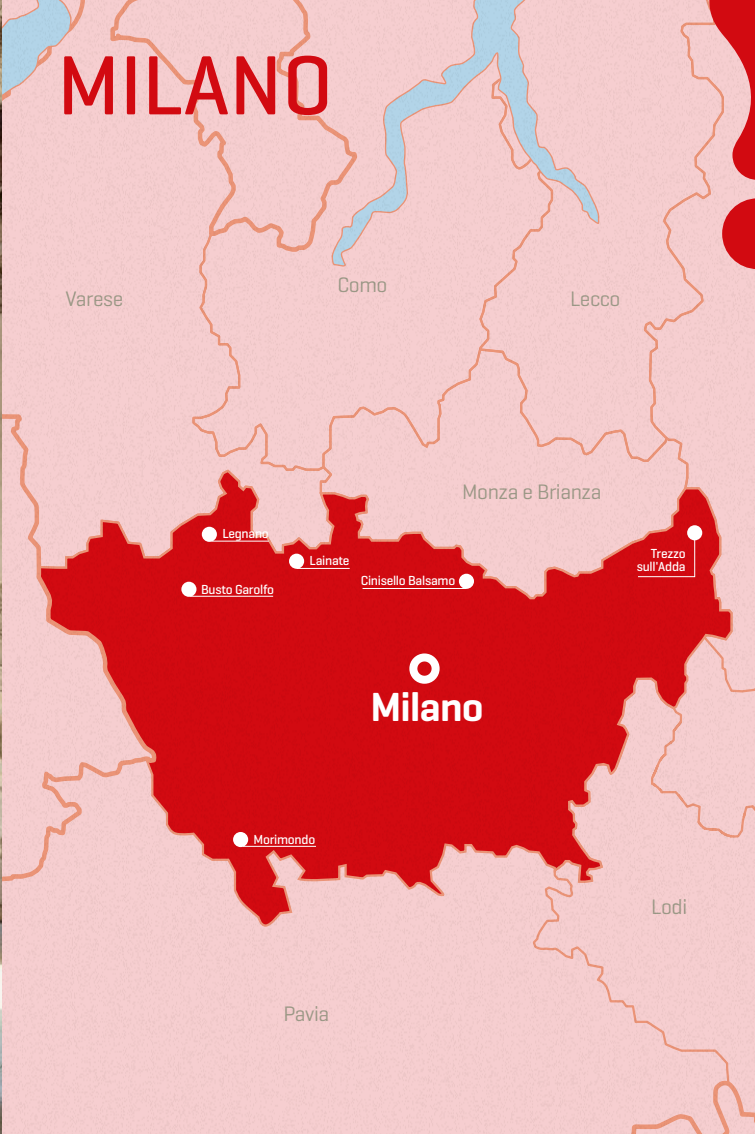 MILANO
Como
Varese
Lecco
Monza e Brianza
Legnano
Trezzo
sull'Adda
Lainate
Cinisello Balsamo
Busto Garolfo
Milano
Morimondo
Lodi
Pavia